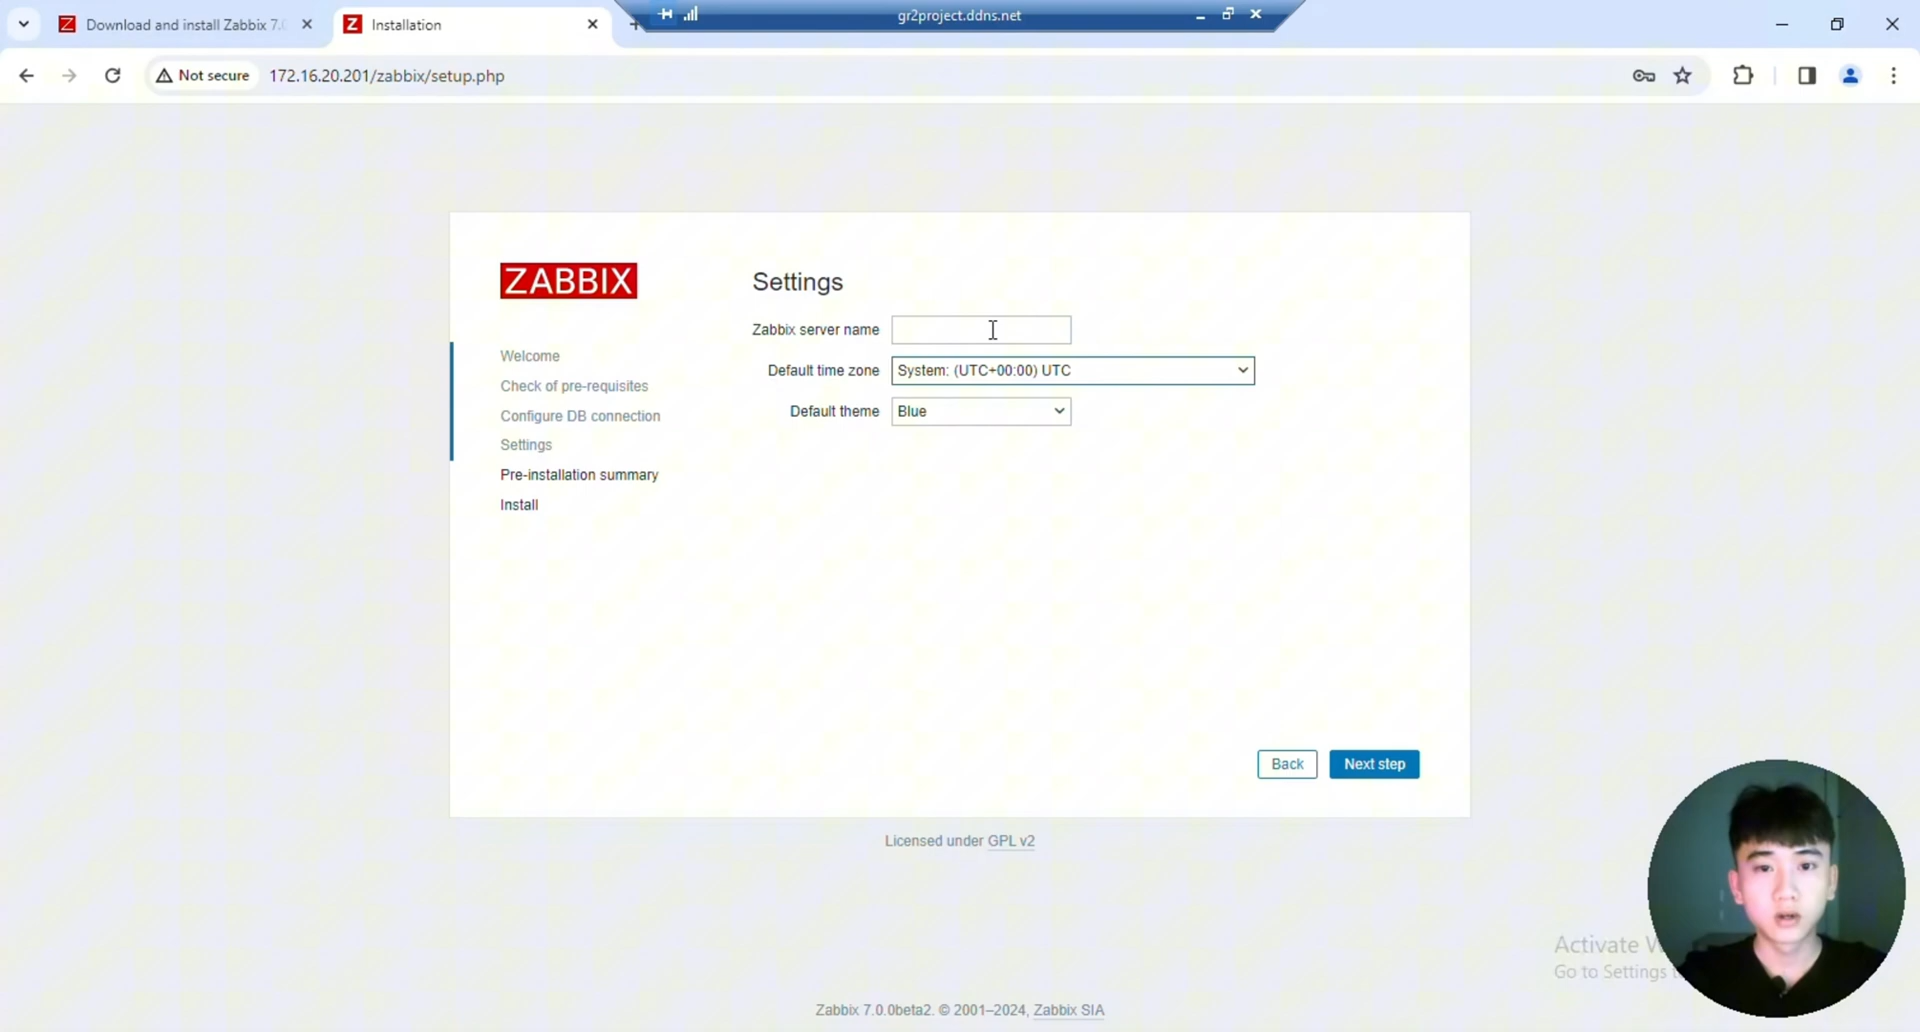 Download and install Zabbix 7.0
Installation
gr2project.ddns.net
Not secure
172.16.20.201/zabbix/setup.php
ZABBIX
Settings
Zabbix server name
Default time zone
System: (UTC+00:00) UTC
Default theme
Blue
Welcome
Check of pre-requisites
Configure DB connection
Settings
Pre-installation summary
Install
Back
Next step
Licensed under GPL v2
Activate W
Go to Settings t
Zabbix 7.0.0beta2. © 2001–2024, Zabbix SIA